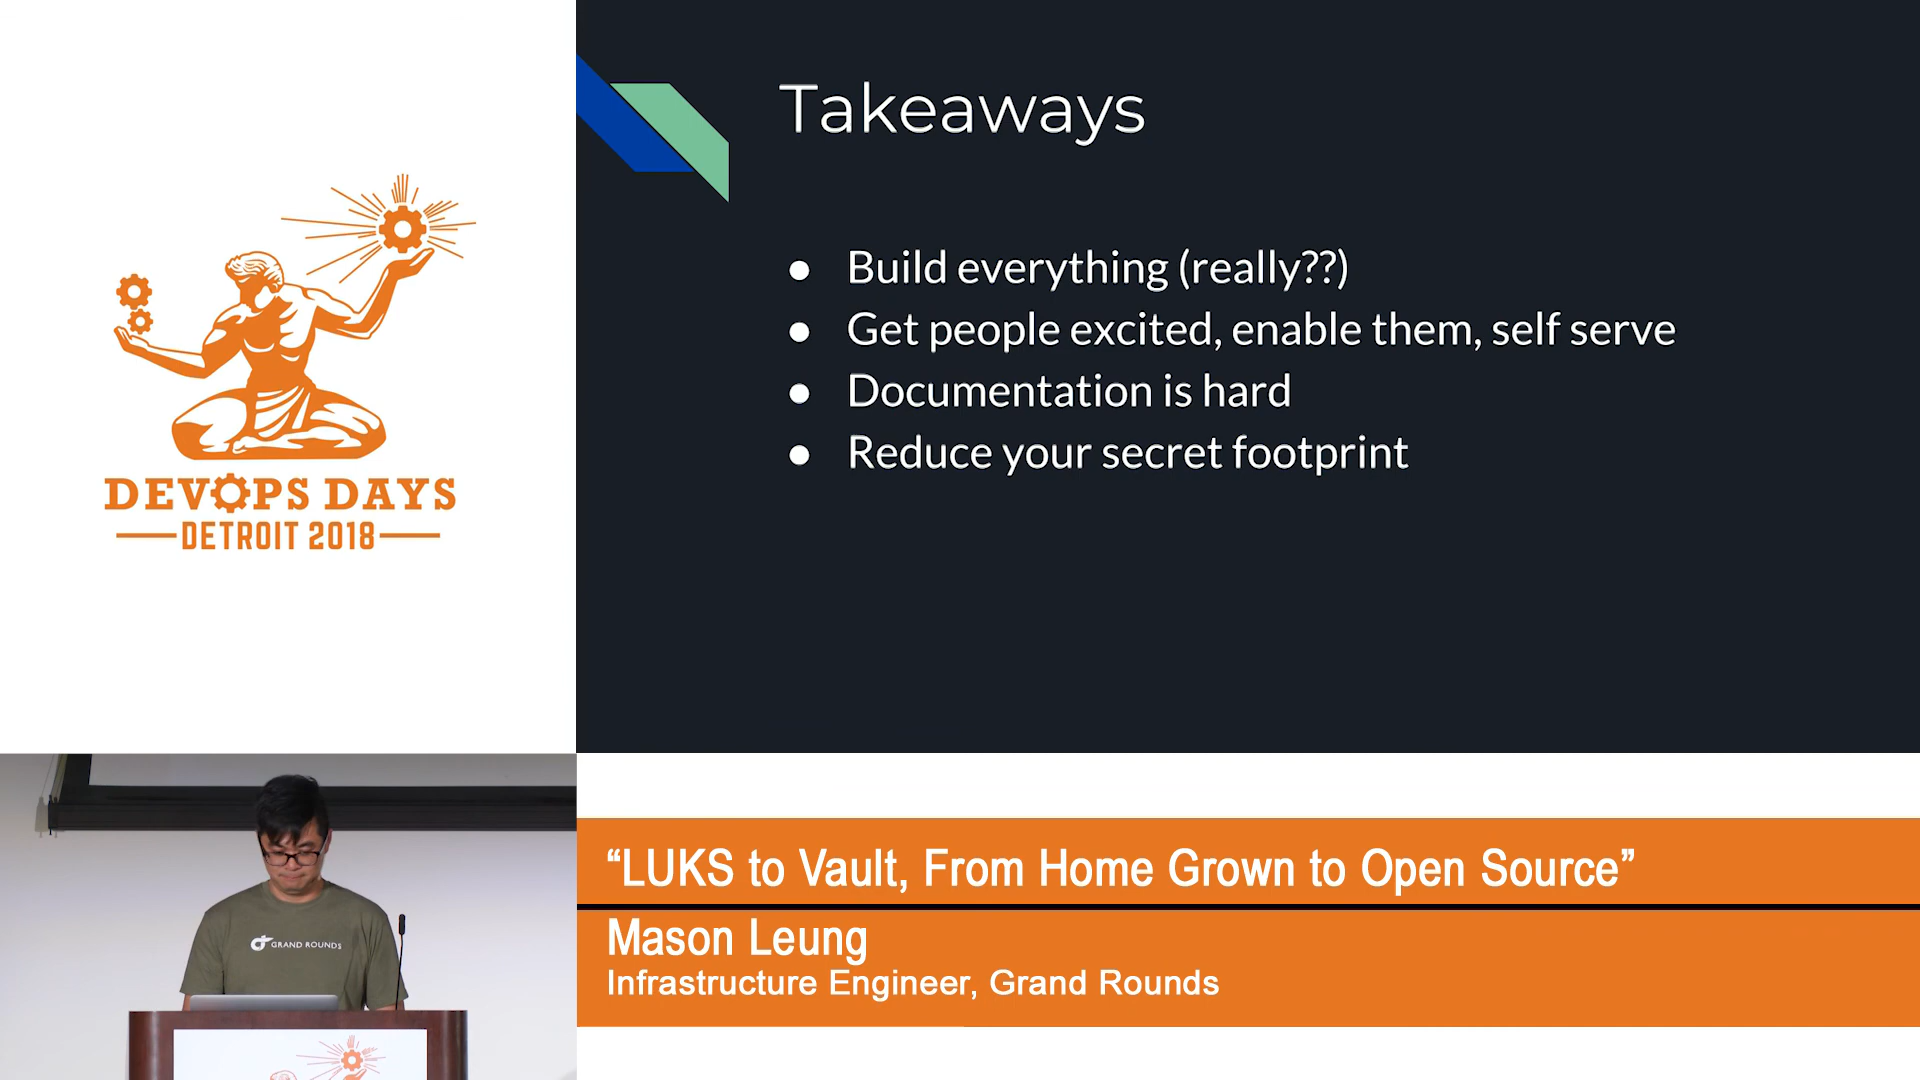 Takeaways
● Build everything (really??)
● Get people excited, enable them, self serve
● Documentation is hard
● Reduce your secret footprint
DEVOPS DAYS
DETROIT 2018
GRAND ROUNDS
“LUKS to Vault, From Home Grown to Open Source”
Mason Leung
Infrastructure Engineer, Grand Rounds